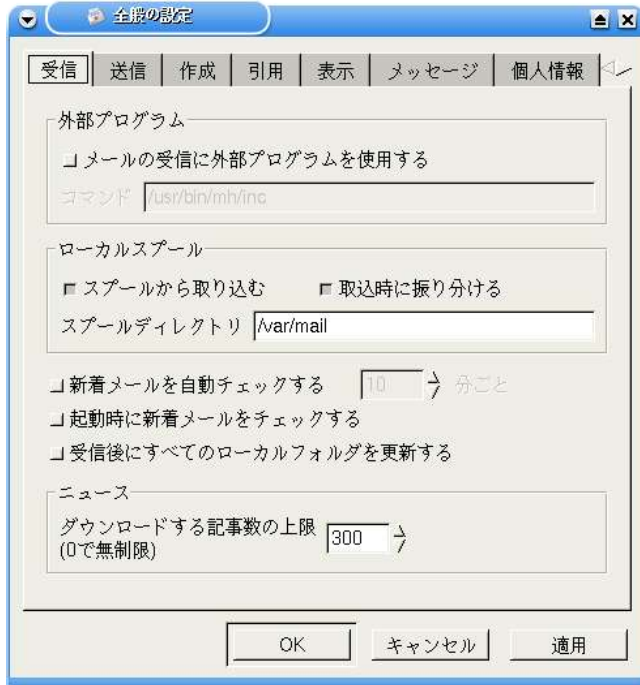 全般の設定
受信 送信 作成 引用 表示 メッセージ 個人情報
外部プログラム
メールの受信に外部プログラムを使用する
コマンド /usr/bin/mh/inc
ローカルスプール
スプールから取り込む 取込時に振り分ける
スプールディレクトリ /var/mail
新着メールを自動チェックする 10 分ごと
起動時に新着メールをチェックする
受信後にすべてのローカルフォルダを更新する
ニュース
ダウンロードする記事数の上限 300
(0で無制限)
OK キャンセル 適用